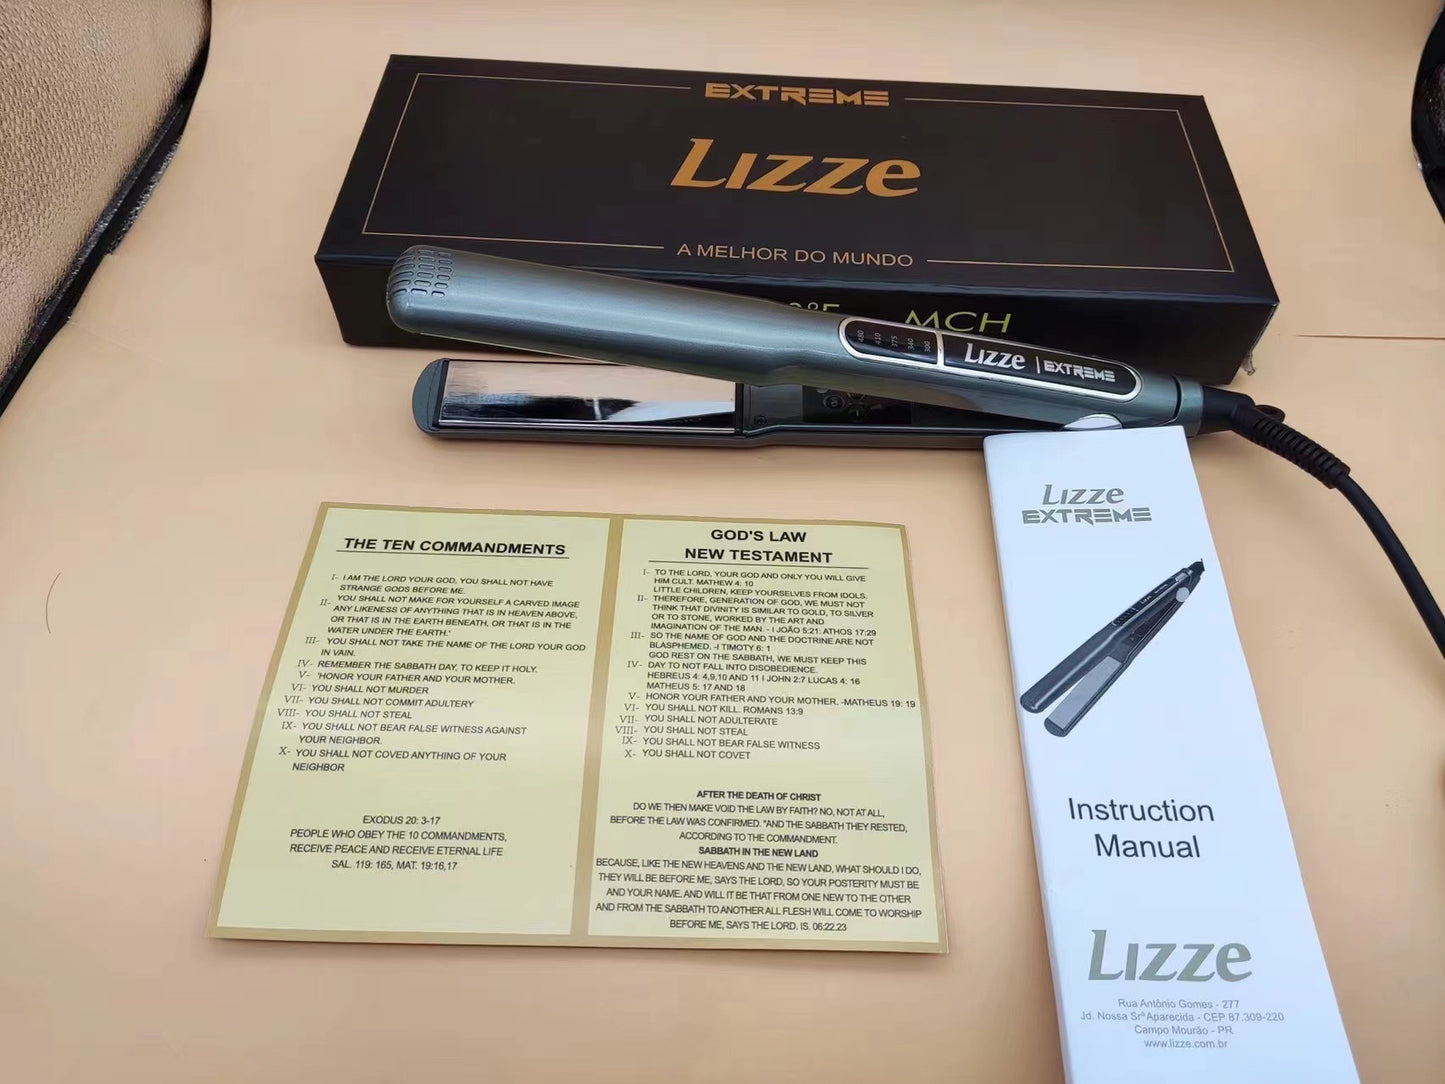 EXTREME
Lizze
A MELHOR DO MUNDO
MCH
480
410
375
340
300
Lizze | EXTREME
THE TEN COMMANDMENTS
I- I AM THE LORD YOUR GOD, YOU SHALL NOT HAVE
STRANGE GODS BEFORE ME.
II- YOU SHALL NOT MAKE FOR YOURSELF A CARVED IMAGE
ANY LIKENESS OF ANYTHING THAT IS IN HEAVEN ABOVE,
OR THAT IS IN THE EARTH BENEATH, OR THAT IS IN THE
WATER UNDER THE EARTH.'
III- YOU SHALL NOT TAKE THE NAME OF THE LORD YOUR GOD
IN VAIN.
IV- REMEMBER THE SABBATH DAY, TO KEEP IT HOLY.
V- 'HONOR YOUR FATHER AND YOUR MOTHER.
VI- YOU SHALL NOT MURDER
VII- YOU SHALL NOT COMMIT ADULTERY
VIII- YOU SHALL NOT STEAL
IX- YOU SHALL NOT BEAR FALSE WITNESS AGAINST
YOUR NEIGHBOR.
X- YOU SHALL NOT COVED ANYTHING OF YOUR
NEIGHBOR
EXODUS 20: 3-17
PEOPLE WHO OBEY THE 10 COMMANDMENTS,
RECEIVE PEACE AND RECEIVE ETERNAL LIFE
SAL. 119: 165, MAT. 19:16,17
GOD'S LAW
NEW TESTAMENT
I- TO THE LORD, YOUR GOD AND ONLY YOU WILL GIVE
HIM CULT. MATHEW 4: 10
LITTLE CHILDREN, KEEP YOURSELVES FROM IDOLS.
II- THEREFORE, GENERATION OF GOD, WE MUST NOT
THINK THAT DIVINITY IS SIMILAR TO GOLD, TO SILVER
OR TO STONE, WORKED BY THE ART AND
IMAGINATION OF THE MAN. - I JOÃO 5:21: ATHOS 17:29
III- SO THE NAME OF GOD AND THE DOCTRINE ARE NOT
BLASPHEMED. -I TIMOTY 6: 1
GOD REST ON THE SABBATH, WE MUST KEEP THIS
IV- DAY TO NOT FALL INTO DISOBEDIENCE.
HEBREUS 4: 4,9,10 AND 11 I JOHN 2:7 LUCAS 4: 16
MATHEUS 5: 17 AND 18
V- HONOR YOUR FATHER AND YOUR MOTHER. -MATHEUS 19: 19
VI- YOU SHALL NOT KILL. ROMANS 13:9
VII- YOU SHALL NOT ADULTERATE
VIII- YOU SHALL NOT STEAL
IX- YOU SHALL NOT BEAR FALSE WITNESS
X- YOU SHALL NOT COVET
AFTER THE DEATH OF CHRIST
DO WE THEN MAKE VOID THE LAW BY FAITH? NO, NOT AT ALL,
BEFORE THE LAW WAS CONFIRMED. "AND THE SABBATH THEY RESTED,
ACCORDING TO THE COMMANDMENT.
SABBATH IN THE NEW LAND
BECAUSE, LIKE THE NEW HEAVENS AND THE NEW LAND, WHAT SHOULD I DO,
THEY WILL BE BEFORE ME, SAYS THE LORD, SO YOUR POSTERITY MUST BE
AND YOUR NAME. AND WILL IT BE THAT FROM ONE NEW TO THE OTHER
AND FROM THE SABBATH TO ANOTHER ALL FLESH WILL COME TO WORSHIP
BEFORE ME, SAYS THE LORD. IS. 06:22.23
Lizze
EXTREME
Instruction
Manual
Lizze
Rua Antônio Gomes - 277
Jd. Nossa Srª Aparecida - CEP 87.309-220
Campo Mourão - PR
www.lizze.com.br